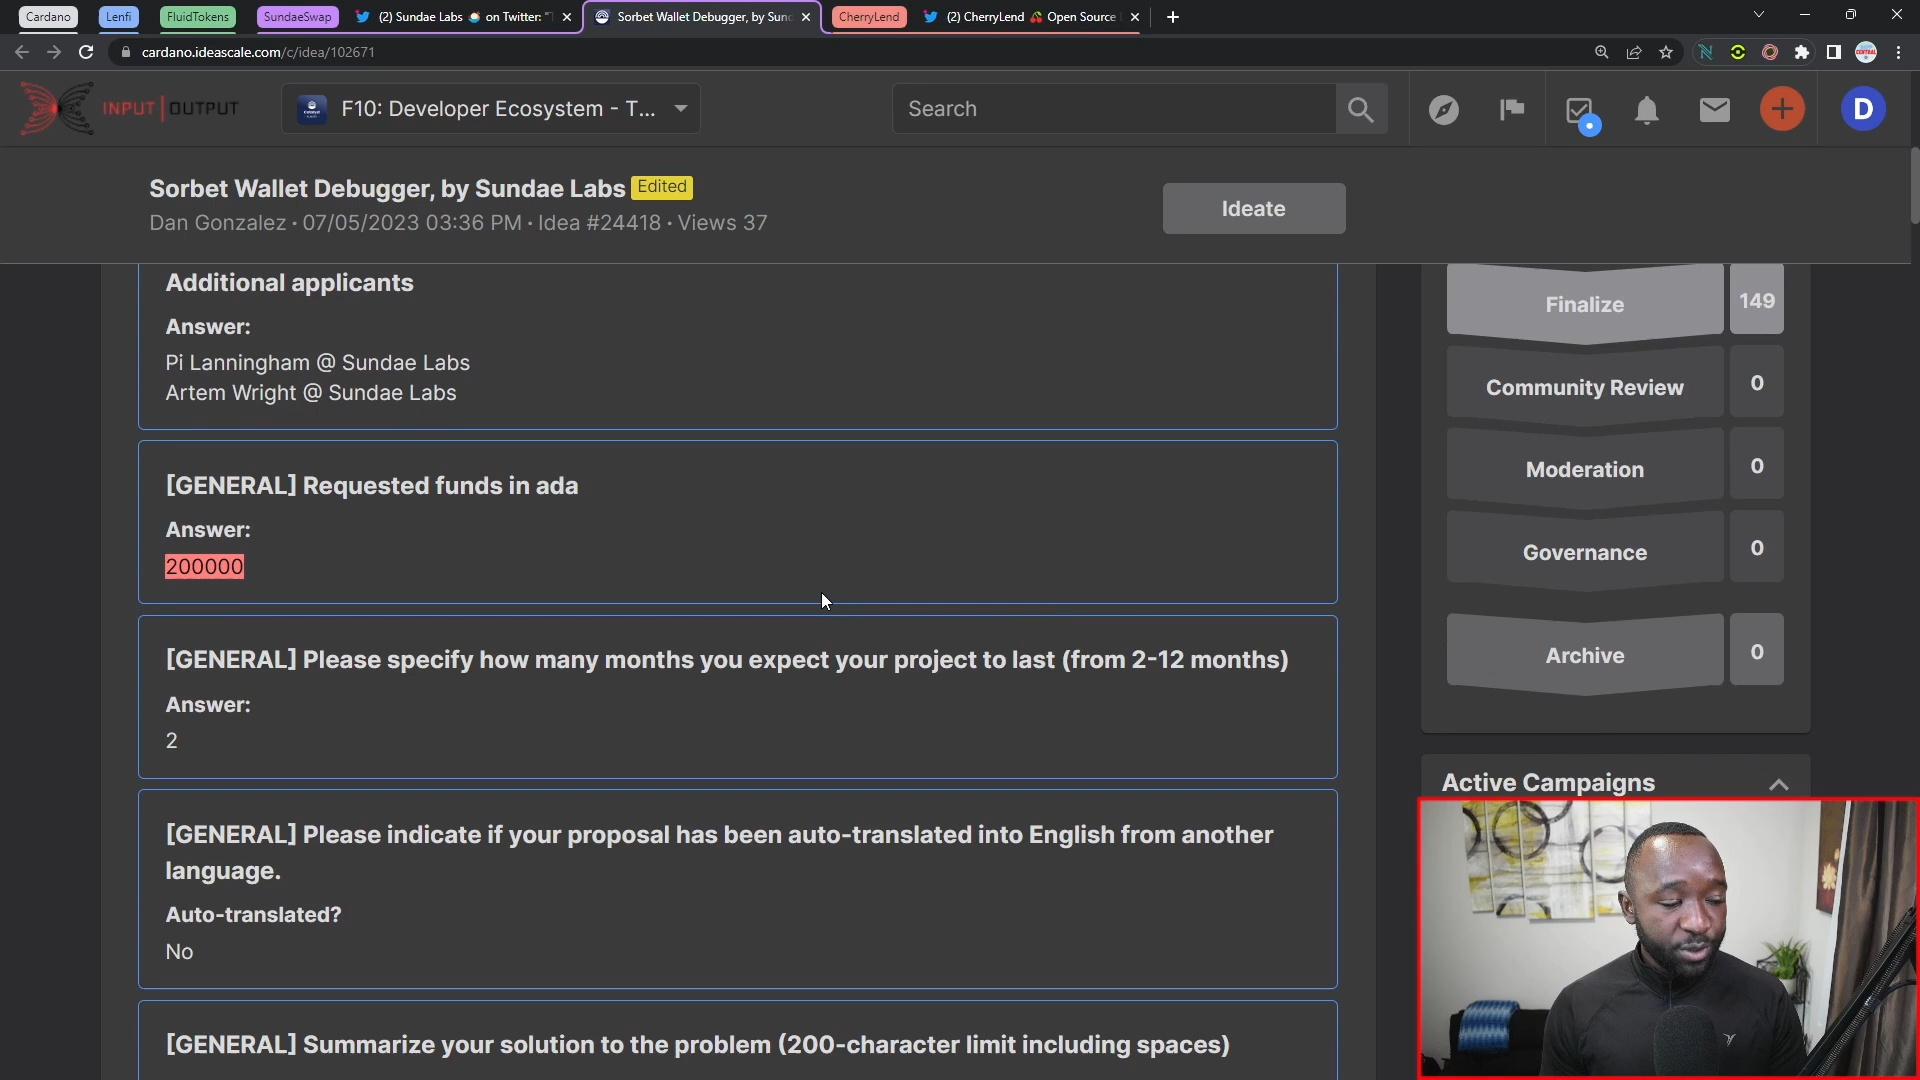 Cardano
Lenfi
FluidTokens
SundaeSwap
(2) Sundae Labs on Twitter: "
Sorbet Wallet Debugger, by Sund
CherryLend
(2) CherryLend Open Source
cardano.ideascale.com/c/idea/102671
INPUT | OUTPUT
F10: Developer Ecosystem - T...
Search
D
Sorbet Wallet Debugger, by Sundae Labs Edited
Dan Gonzalez · 07/05/2023 03:36 PM · Idea #24418 · Views 37
Ideate
Additional applicants
Answer:
Pi Lanningham @ Sundae Labs
Artem Wright @ Sundae Labs
[GENERAL] Requested funds in ada
Answer:
200000
[GENERAL] Please specify how many months you expect your project to last (from 2-12 months)
Answer:
2
[GENERAL] Please indicate if your proposal has been auto-translated into English from another
language.
Auto-translated?
No
[GENERAL] Summarize your solution to the problem (200-character limit including spaces)
Finalize 149
Community Review 0
Moderation 0
Governance 0
Archive 0
Active Campaigns